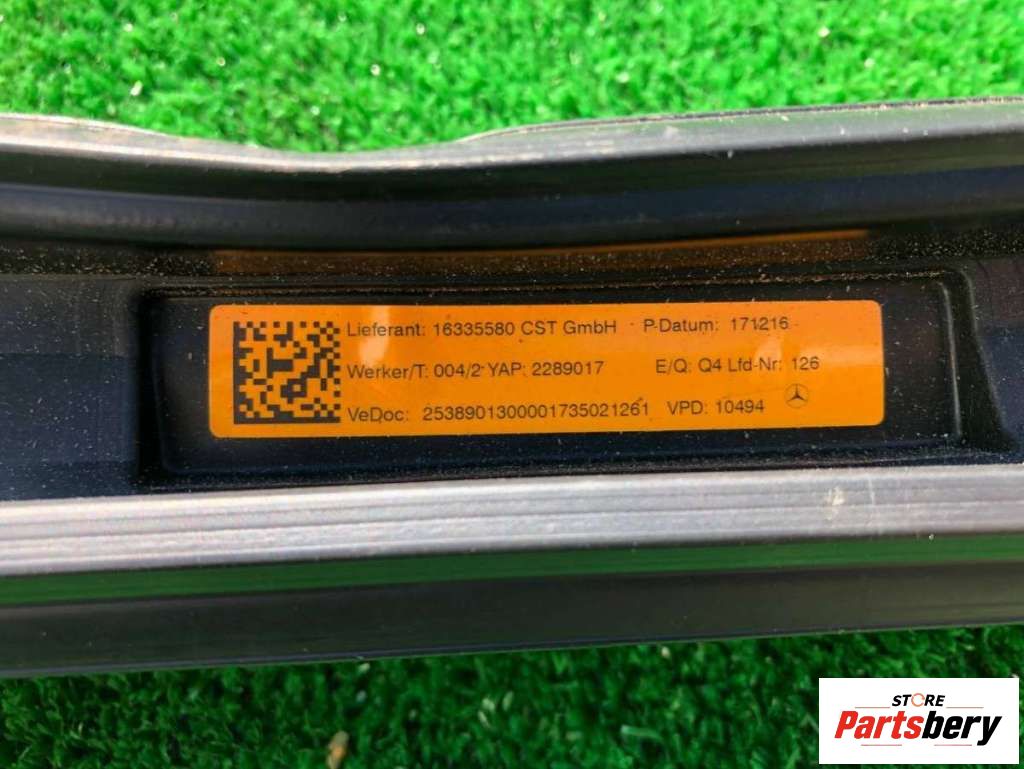 Lieferant: 16335580 CST GmbH P-Datum: 171216
Werker/T: 004/2 YAP: 2289017 E/Q: Q4 Lfd-Nr: 126
VeDoc: 2538901300001735021261 VPD: 10494
STORE
Partsbery